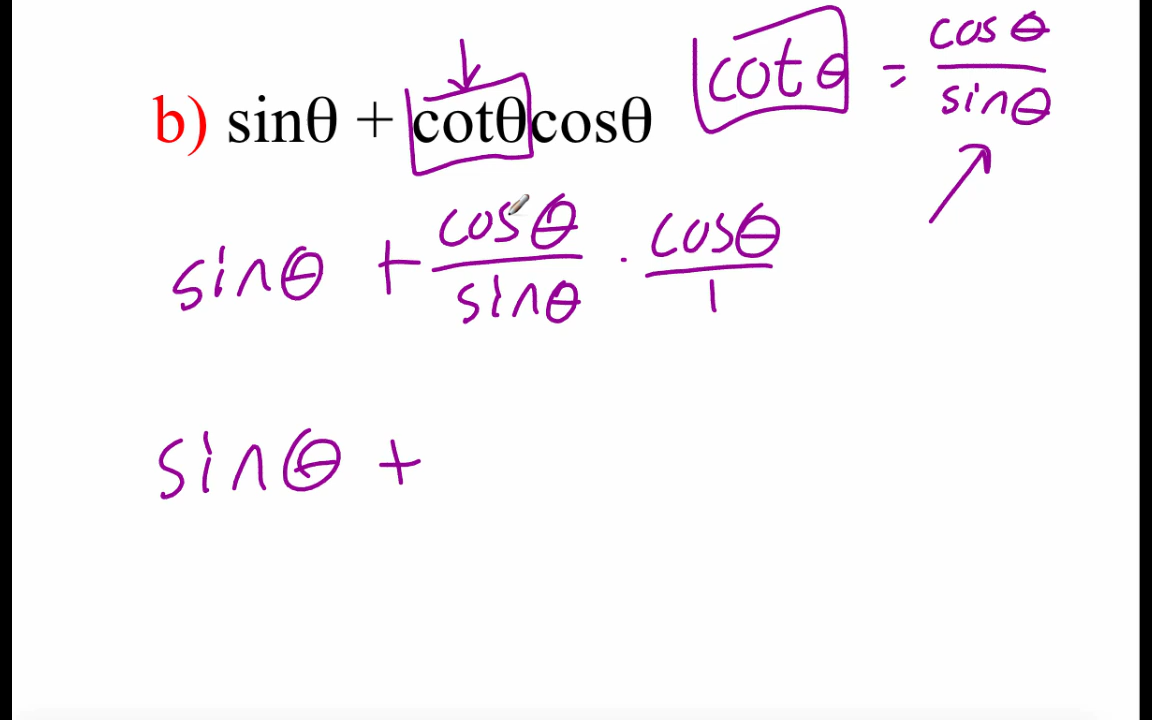 b) sinθ + cotθcosθ
cotθ = cosθ/sinθ
sinθ + cosθ/sinθ · cosθ/1
sinθ +